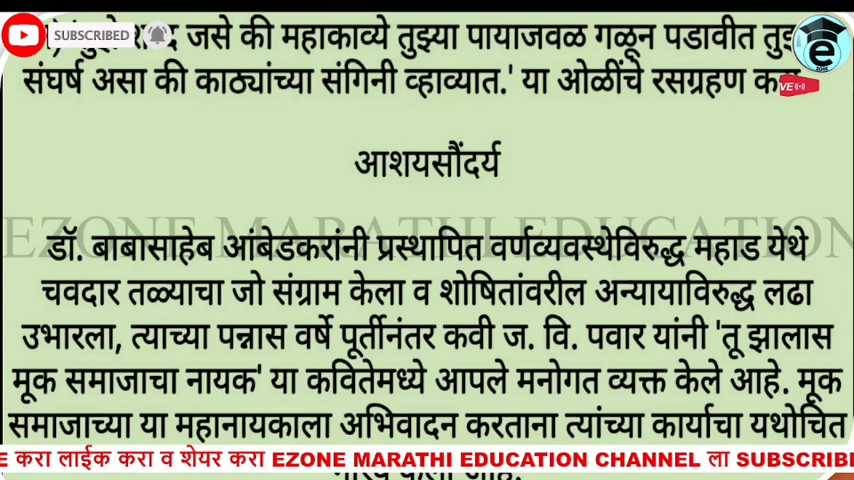 शब्द जसे की महाकाव्ये तुझ्या पायाजवळ गळून पडावीत
SUBSCRIBED
संघर्ष असा की काठ्यांच्या संगिनी व्हाव्यात.' या ओळींचे रसग्रहण
आशयसौंदर्य
EZONE MARATHI EDUCATION
डॉ. बाबासाहेब आंबेडकरांनी प्रस्थापित वर्णव्यवस्थेविरुद्ध महाड येथे
चवदार तळ्याचा जो संग्राम केला व शोषितांवरील अन्यायाविरुद्ध लढा
उभारला, त्याच्या पन्नास वर्षे पूर्तीनंतर कवी ज. वि. पवार यांनी 'तू झालास
मूक समाजाचा नायक' या कवितेमध्ये आपले मनोगत व्यक्त केले आहे. मूक
समाजाच्या या महानायकाला अभिवादन करताना त्यांच्या कार्याचा यथोचित
करा लाईक करा व शेयर करा EZONE MARATHI EDUCATION CHANNEL ला SUBSCRIB